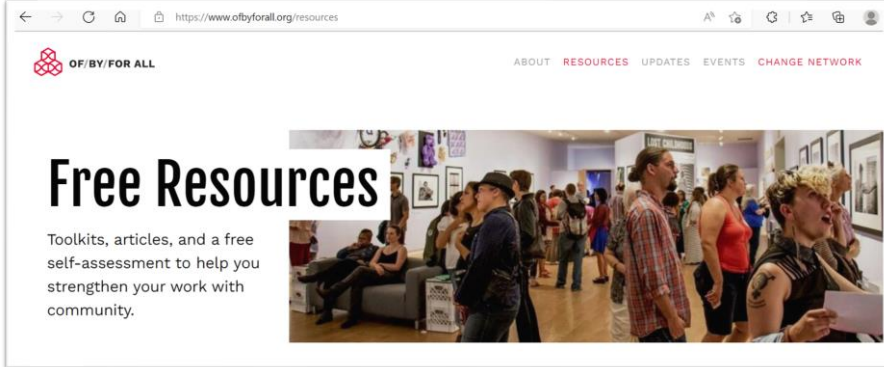 https://www.ofbyforall.org/resources
OF/BY/FOR ALL
ABOUT RESOURCES UPDATES EVENTS CHANGE NETWORK
LOST CHILDHOODS
Free Resources
Toolkits, articles, and a free
self-assessment to help you
strengthen your work with
community.